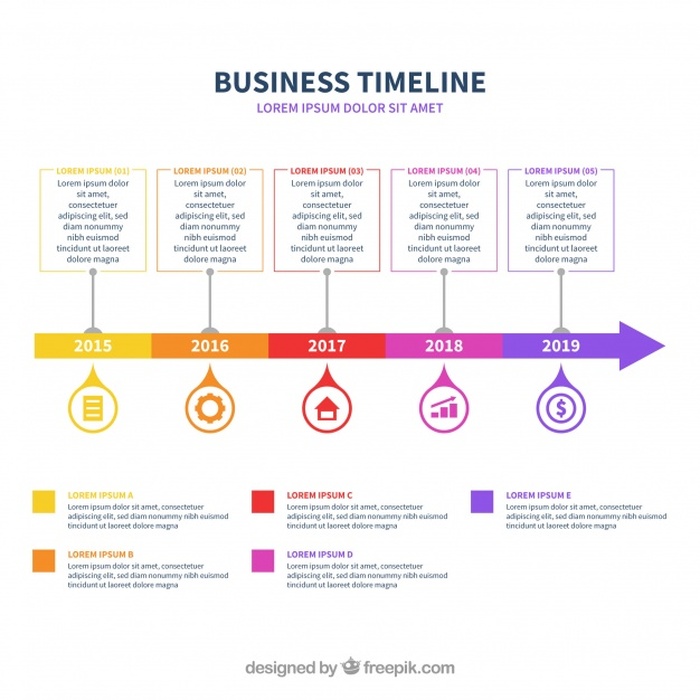 BUSINESS TIMELINE
LOREM IPSUM DOLOR SIT AMET
LOREM IPSUM (01)
Lorem ipsum dolor
sit amet,
consectetuer
adipiscing elit, sed
diam nonummy
nibh euismod
tincidunt ut laoreet
dolore magna
LOREM IPSUM (02)
Lorem ipsum dolor
sit amet,
consectetuer
adipiscing elit, sed
diam nonummy
nibh euismod
tincidunt ut laoreet
dolore magna
LOREM IPSUM (03)
Lorem ipsum dolor
sit amet,
consectetuer
adipiscing elit, sed
diam nonummy
nibh euismod
tincidunt ut laoreet
dolore magna
LOREM IPSUM (04)
Lorem ipsum dolor
sit amet,
consectetuer
adipiscing elit, sed
diam nonummy
nibh euismod
tincidunt ut laoreet
dolore magna
LOREM IPSUM (05)
Lorem ipsum dolor
sit amet,
consectetuer
adipiscing elit, sed
diam nonummy
nibh euismod
tincidunt ut laoreet
dolore magna
2015 2016 2017 2018 2019
$
LOREM IPSUM A
Lorem ipsum dolor sit amet, consectetuer
adipiscing elit, sed diam nonummy nibh euismod
tincidunt ut laoreet dolore magna
LOREM IPSUM B
Lorem ipsum dolor sit amet, consectetuer
adipiscing elit, sed diam nonummy nibh euismod
tincidunt ut laoreet dolore magna
LOREM IPSUM C
Lorem ipsum dolor sit amet, consectetuer
adipiscing elit, sed diam nonummy nibh euismod
tincidunt ut laoreet dolore magna
LOREM IPSUM D
Lorem ipsum dolor sit amet, consectetuer
adipiscing elit, sed diam nonummy nibh euismod
tincidunt ut laoreet dolore magna
LOREM IPSUM E
Lorem ipsum dolor sit amet, consectetuer
adipiscing elit, sed diam nonummy nibh euismod
tincidunt ut laoreet dolore magna
designed by freepik.com